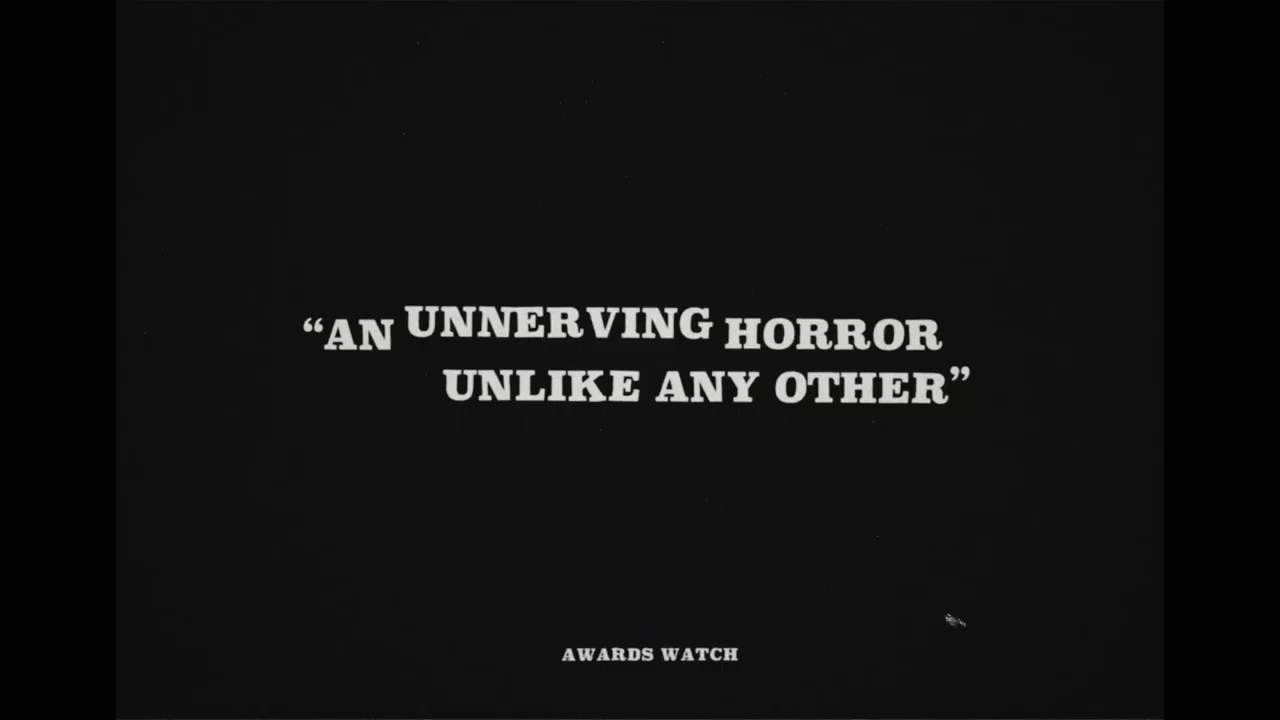 “AN UNNERVING HORROR
UNLIKE ANY OTHER”
AWARDS WATCH